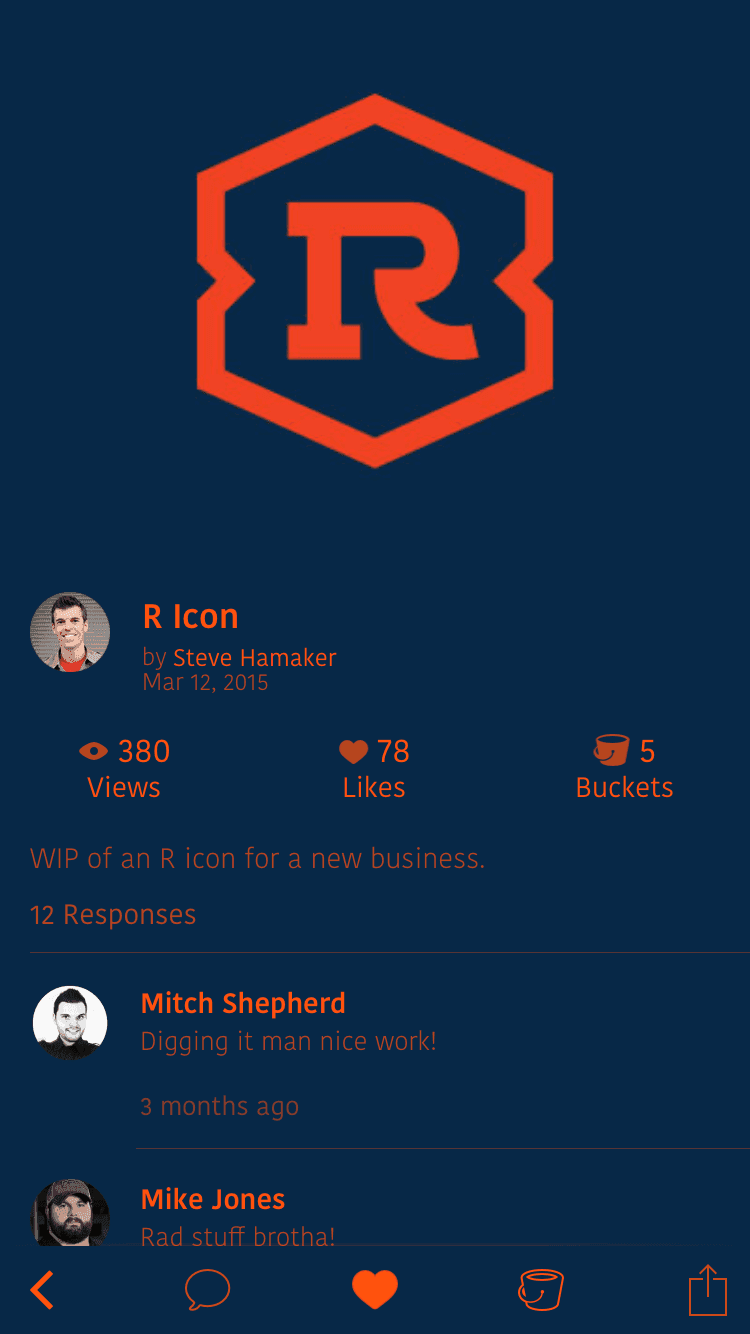 R
R Icon
by Steve Hamaker
Mar 12, 2015
380
78
5
Views
Likes
Buckets
WIP of an R icon for a new business.
12 Responses
Mitch Shepherd
Digging it man nice work!
3 months ago
Mike Jones
Rad stuff brotha!